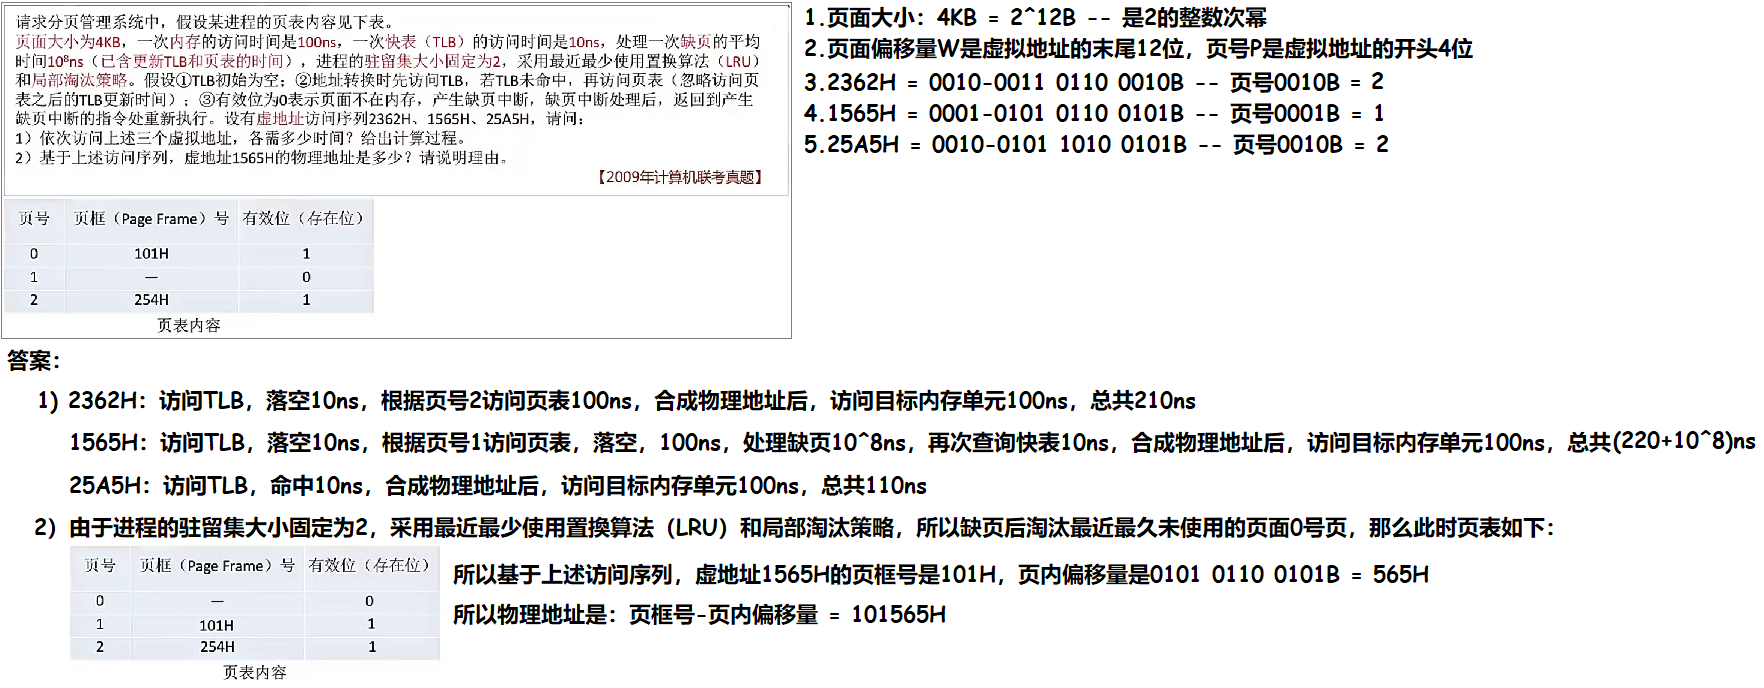 请求分页管理系统中，假设某进程的页表内容见下表。
页面大小为4KB，一次内存的访问时间是100ns，一次快表（TLB）的访问时间是10ns，处理一次缺页的平均
时间10⁸ns（已含更新TLB和页表的时间），进程的驻留集大小固定为2，采用最近最少使用置换算法（LRU）
和局部淘汰策略。假设①TLB初始为空；②地址转换时先访问TLB，若TLB未命中，再访问页表（忽略访问页
表之后的TLB更新时间）；③有效位为0表示页面不在内存，产生缺页中断，缺页中断处理后，返回到产生
缺页中断的指令处重新执行。设有虚地址访问序列2362H、1565H、25A5H，请问：
1）依次访问上述三个虚拟地址，各需多少时间？给出计算过程。
2）基于上述访问序列，虚地址1565H的物理地址是多少？请说明理由。
【2009年计算机联考真题】
页号 页框（Page Frame）号 有效位（存在位）
0 101H 1
1 — 0
2 254H 1
页表内容
1.页面大小：4KB = 2^12B -- 是2的整数次幂
2.页面偏移量W是虚拟地址的末尾12位，页号P是虚拟地址的开头4位
3.2362H = 0010-0011 0110 0010B -- 页号0010B = 2
4.1565H = 0001-0101 0110 0101B -- 页号0001B = 1
5.25A5H = 0010-0101 1010 0101B -- 页号0010B = 2
答案：
1) 2362H：访问TLB，落空10ns，根据页号2访问页表100ns，合成物理地址后，访问目标内存单元100ns，总共210ns
1565H：访问TLB，落空10ns，根据页号1访问页表，落空，100ns，处理缺页10^8ns，再次查询快表10ns，合成物理地址后，访问目标内存单元100ns，总共(220+10^8)ns
25A5H：访问TLB，命中10ns，合成物理地址后，访问目标内存单元100ns，总共110ns
2) 由于进程的驻留集大小固定为2，采用最近最少使用置换算法（LRU）和局部淘汰策略，所以缺页后淘汰最近最久未使用的页面0号页，那么此时页表如下：
页号 页框（Page Frame）号 有效位（存在位）
0 — 0
1 101H 1
2 254H 1
页表内容
所以基于上述访问序列，虚地址1565H的页框号是101H，页内偏移量是0101 0110 0101B = 565H
所以物理地址是：页框号-页内偏移量 = 101565H